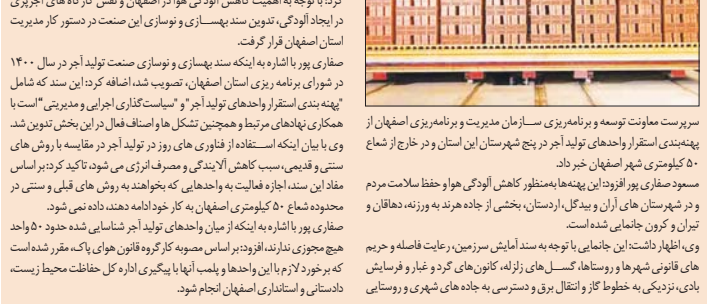 سرپرست معاونت توسعه و برنامه‌ریزی ســازمان مدیریت و برنامه‌ریزی اصفهان از
پهنه‌بندی استقرار واحدهای تولید آجر در پنج شهرستان این استان و در خارج از شعاع
۵۰ کیلومتری شهر اصفهان خبر داد.
مسعود صفاری پور افزود: این پهنه‌ها به‌منظور کاهش آلودگی هوا و حفظ سلامت مردم
و در شهرستان های آران و بیدگل، اردستان، بخشی از جاده هرند به ورزنه، دهاقان و
تیران و کرون جانمایی شده است.
وی، اظهار داشت: این جانمایی با توجه به سند آمایش سرزمین، رعایت فاصله و حریم
های قانونی شهرها و روستاها، گســل‌های زلزله، کانون‌های گرد و غبار و فرسایش
بادی، نزدیکی به خطوط گاز و انتقال برق و دسترسی به جاده های شهری و روستایی
کرد: با توجه به اهمیت کاهش آلودگی هوا در اصفهان و نقش کارگاه های آجرپزی
در ایجاد آلودگی، تدوین سند بهســازی و نوسازی این صنعت در دستور کار مدیریت
استان اصفهان قرار گرفت.
صفاری پور با اشاره به اینکه سند بهسازی و نوسازی صنعت تولید آجر در سال ۱۴۰۰
در شورای برنامه ریزی استان اصفهان، تصویب شد، اضافه کرد: این سند که شامل
"پهنه بندی استقرار واحدهای تولید آجر" و "سیاست‌گذاری اجرایی و مدیریتی" است با
همکاری نهادهای مرتبط و همچنین تشکل ها و اصناف فعال در این بخش تدوین شد.
وی با بیان اینکه اســتفاده از فناوری های روز در تولید آجر در مقایسه با روش های
سنتی و قدیمی، سبب کاهش آلایندگی و مصرف انرژی می شود، تاکید کرد: بر اساس
مفاد این سند، اجازه فعالیت به واحدهایی که بخواهند به روش های قبلی و سنتی در
محدوده شعاع ۵۰ کیلومتری اصفهان به کار خود ادامه دهند، داده نمی شود.
صفاری پور با اشاره به اینکه از میان واحدهای تولید آجر شناسایی شده حدود ۵۰ واحد
هیچ مجوزی ندارند، افزود: بر اساس مصوبه کارگروه قانون هوای پاک، مقرر شده است
که برخورد لازم با این واحدها و پلمب آنها با پیگیری اداره کل حفاظت محیط زیست،
دادستانی و استانداری اصفهان انجام شود.